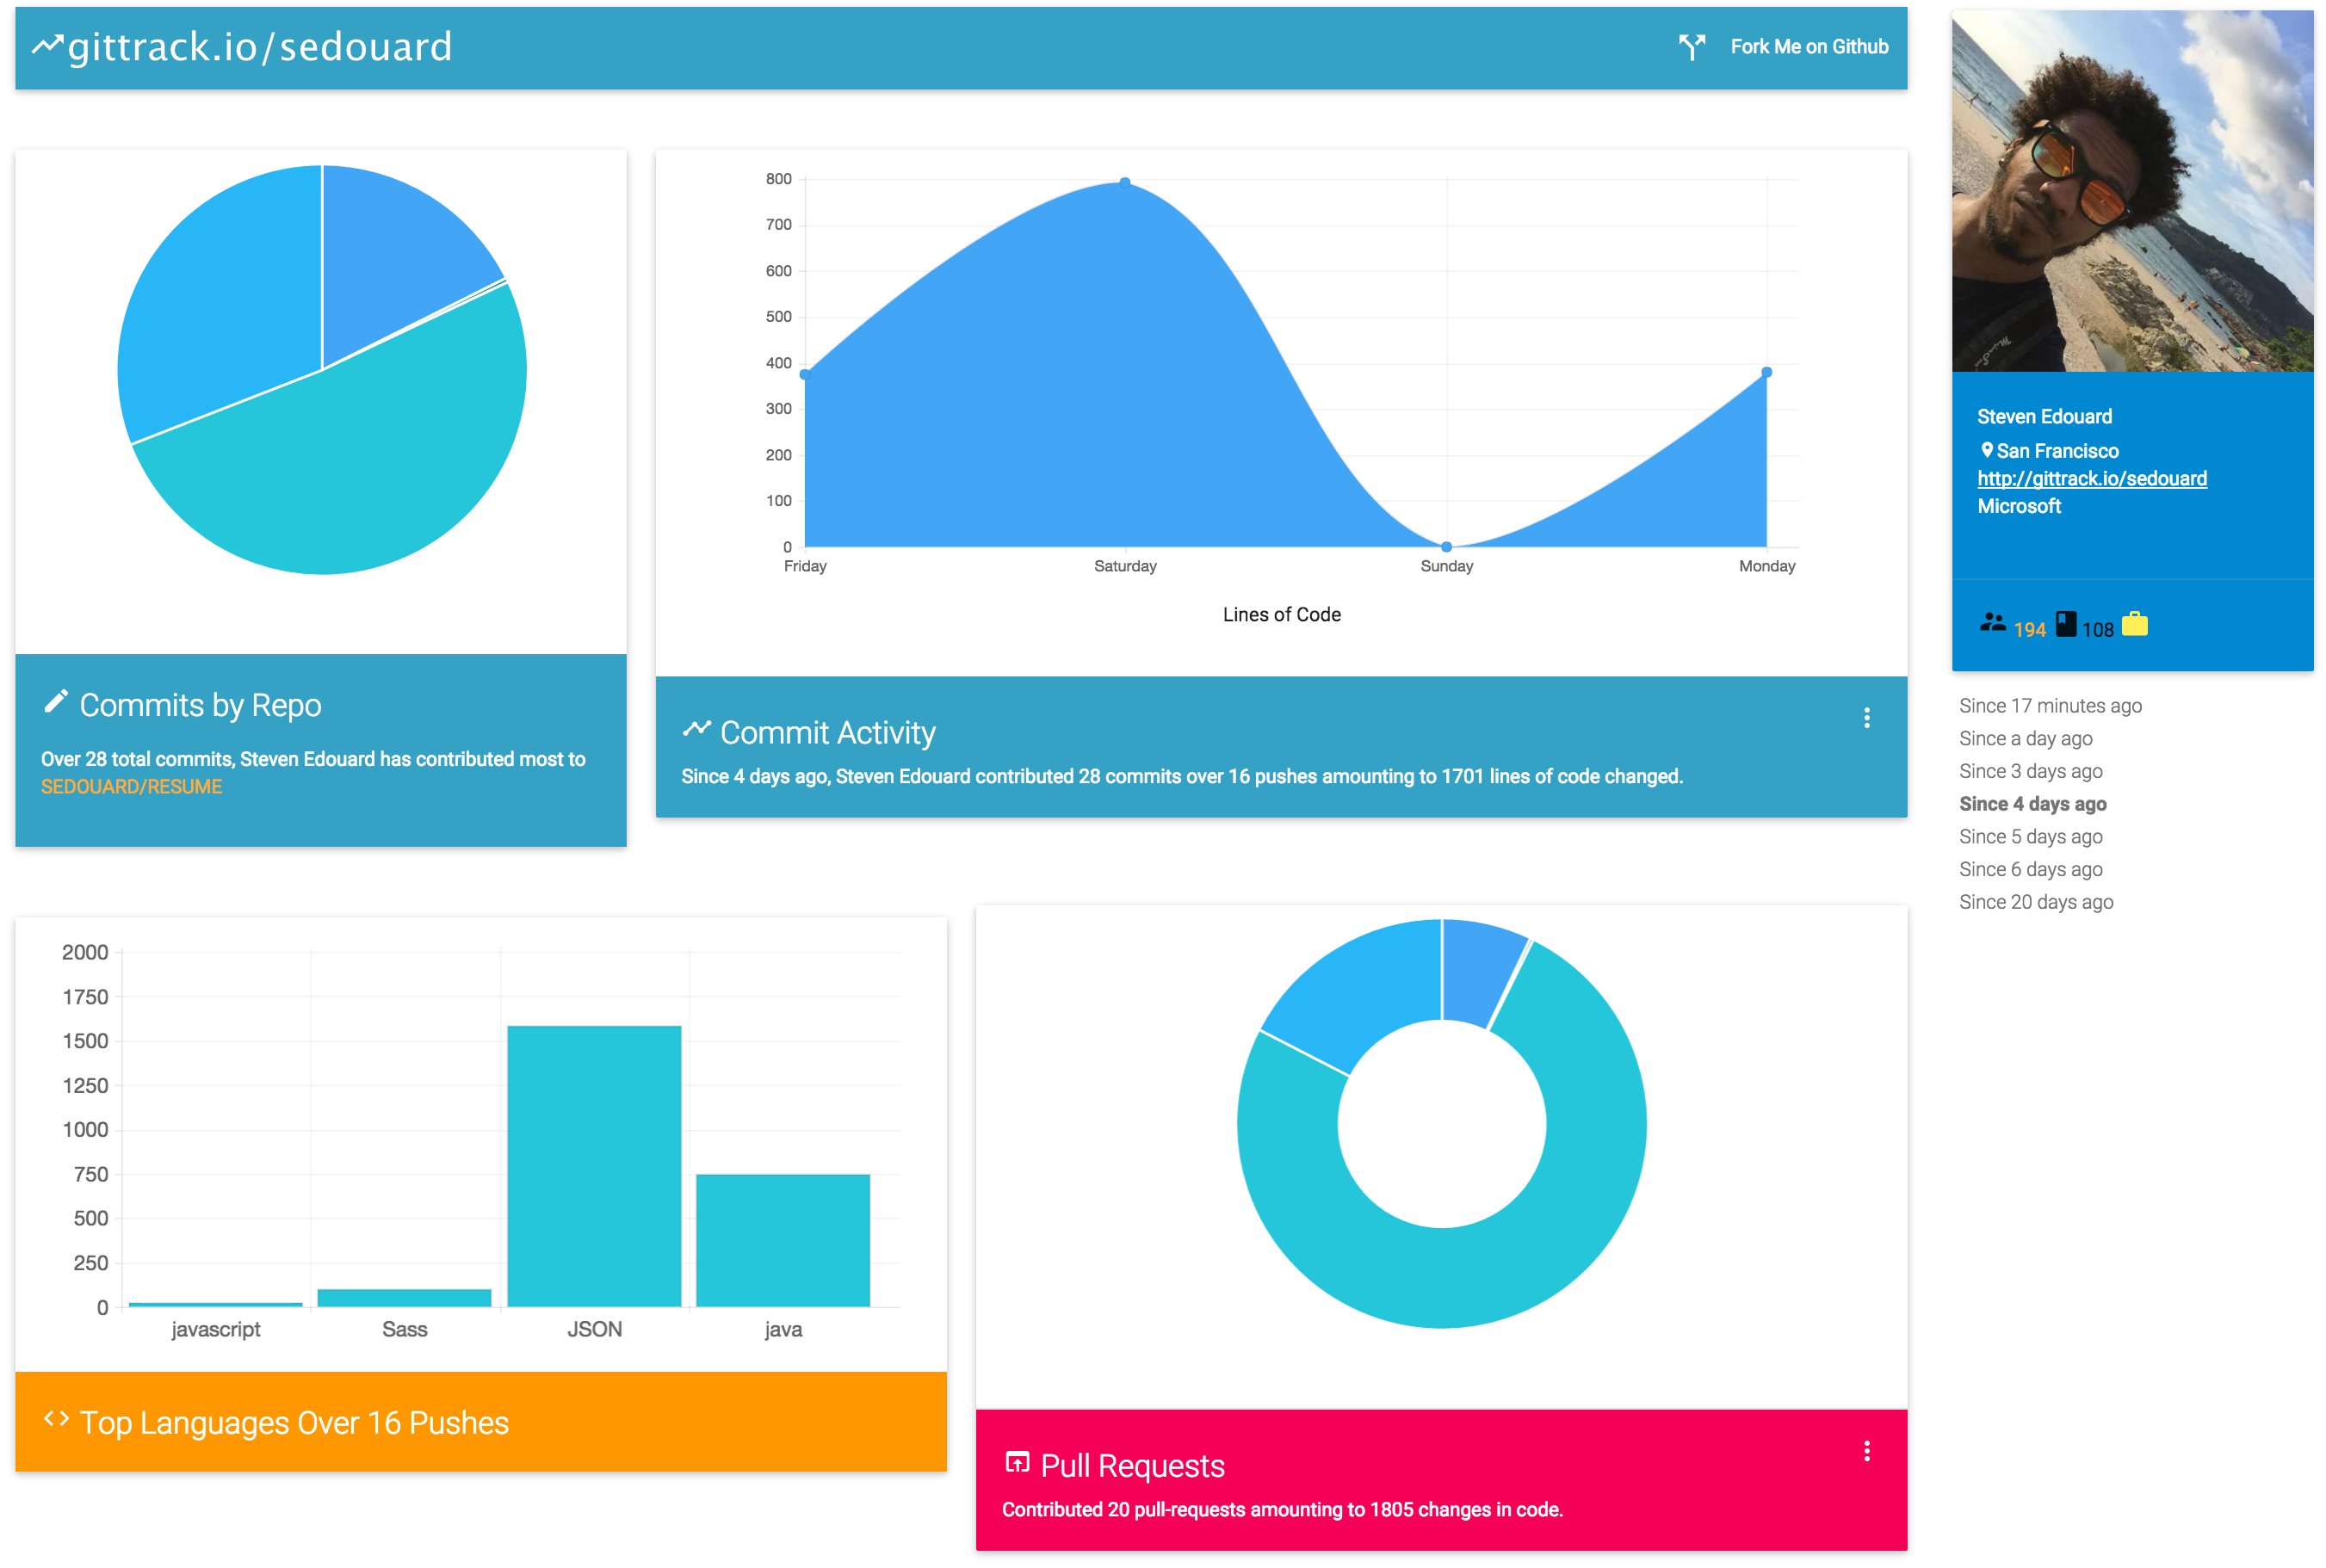 gittrack.io/sedouard
Fork Me on Github
800
700
600
500
400
300
200
100
0
Friday
Saturday
Sunday
Monday
Lines of Code
Commits by Repo
Over 28 total commits, Steven Edouard has contributed most to
SEDOUARD/RESUME
Commit Activity
Since 4 days ago, Steven Edouard contributed 28 commits over 16 pushes amounting to 1701 lines of code changed.
2000
1750
1500
1250
1000
750
500
250
0
javascript
Sass
JSON
java
Top Languages Over 16 Pushes
Pull Requests
Contributed 20 pull-requests amounting to 1805 changes in code.
Steven Edouard
San Francisco
http://gittrack.io/sedouard
Microsoft
194 108
Since 17 minutes ago
Since a day ago
Since 3 days ago
Since 4 days ago
Since 5 days ago
Since 6 days ago
Since 20 days ago